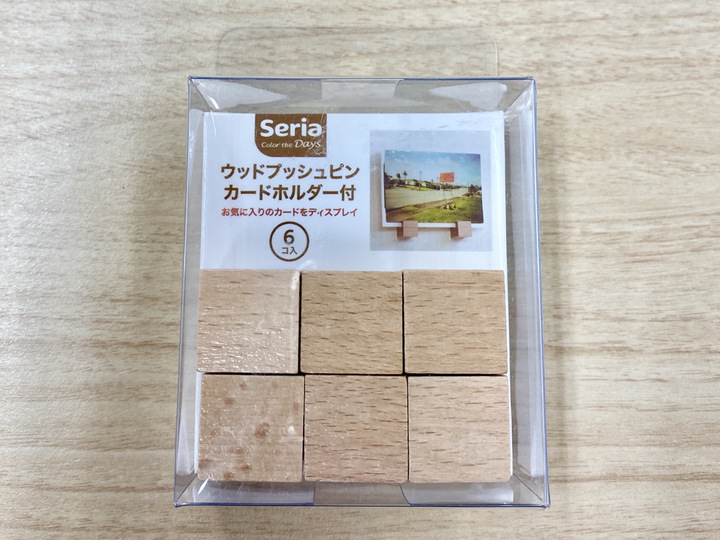 Seria
Color the Days
ウッドプッシュピン
カードホルダー付
お気に入りのカードをディスプレイ
6
コ入